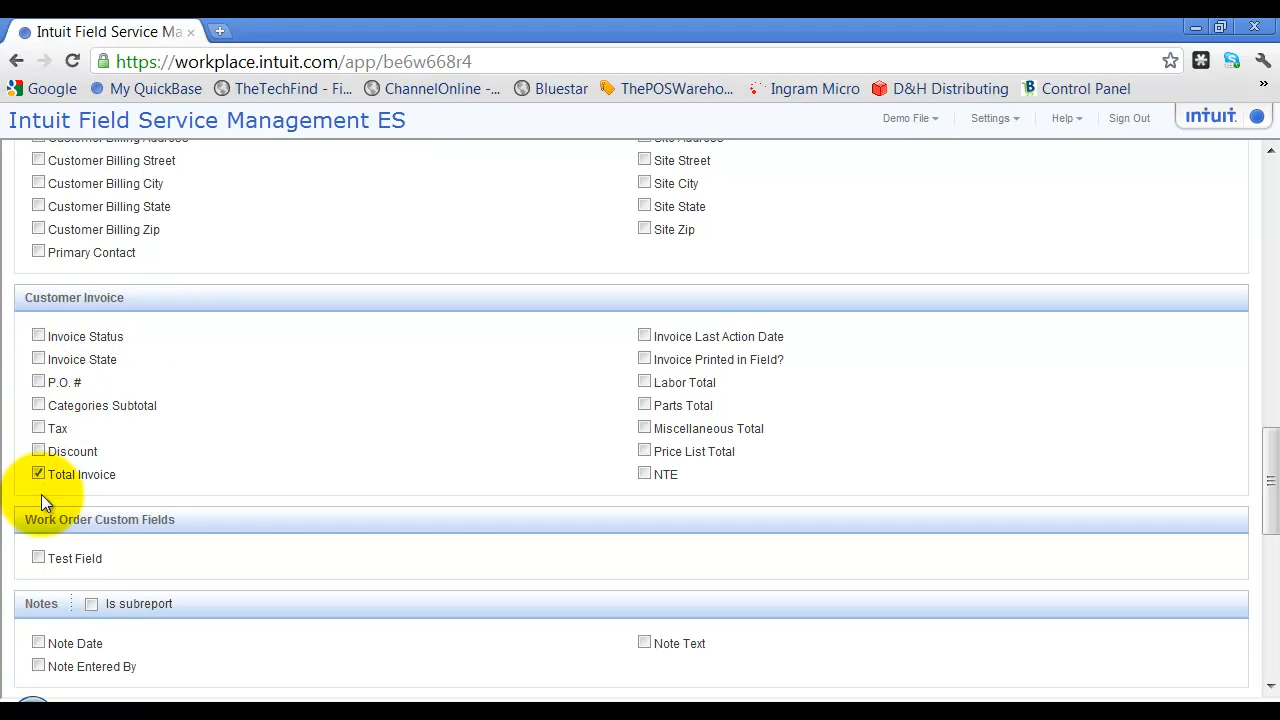 Intuit Field Service Ma
https://workplace.intuit.com/app/be6w668r4
Google My QuickBase TheTechFind - Fi... ChannelOnline -... Bluestar ThePOSWareho... Ingram Micro D&H Distributing Control Panel »
Intuit Field Service Management ES Demo File Settings Help Sign Out intuit.
Customer Billing Address Site Address
Customer Billing Street Site Street
Customer Billing City Site City
Customer Billing State Site State
Customer Billing Zip Site Zip
Primary Contact
Customer Invoice
Invoice Status Invoice Last Action Date
Invoice State Invoice Printed in Field?
P.O. # Labor Total
Categories Subtotal Parts Total
Tax Miscellaneous Total
Discount Price List Total
Total Invoice NTE
Work Order Custom Fields
Test Field
Notes Is subreport
Note Date Note Text
Note Entered By